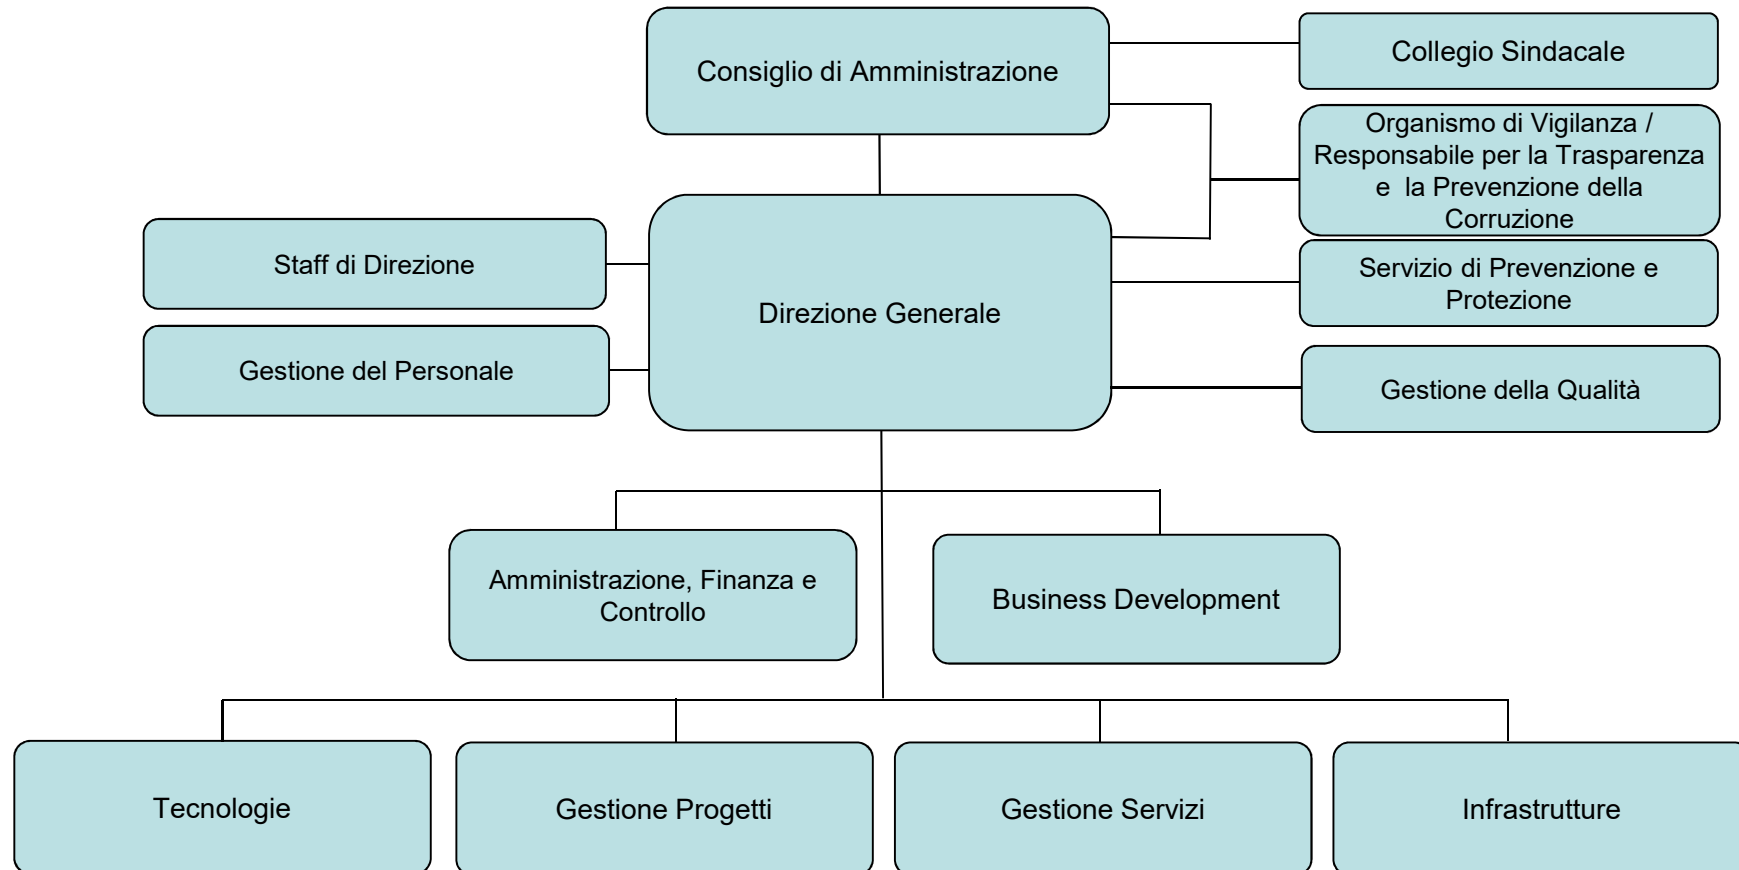 Consiglio di Amministrazione
Collegio Sindacale
Organismo di Vigilanza /
Responsabile per la Trasparenza
e la Prevenzione della
Corruzione
Staff di Direzione
Direzione Generale
Servizio di Prevenzione e
Protezione
Gestione del Personale
Gestione della Qualità
Amministrazione, Finanza e
Controllo
Business Development
Tecnologie
Gestione Progetti
Gestione Servizi
Infrastrutture